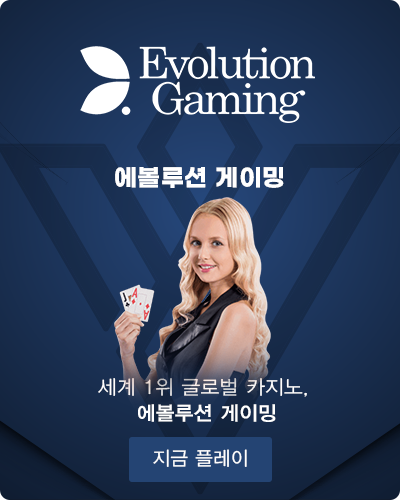 Evolution
Gaming
에볼루션 게이밍
세계 1위 글로벌 카지노,
에볼루션 게이밍
지금 플레이